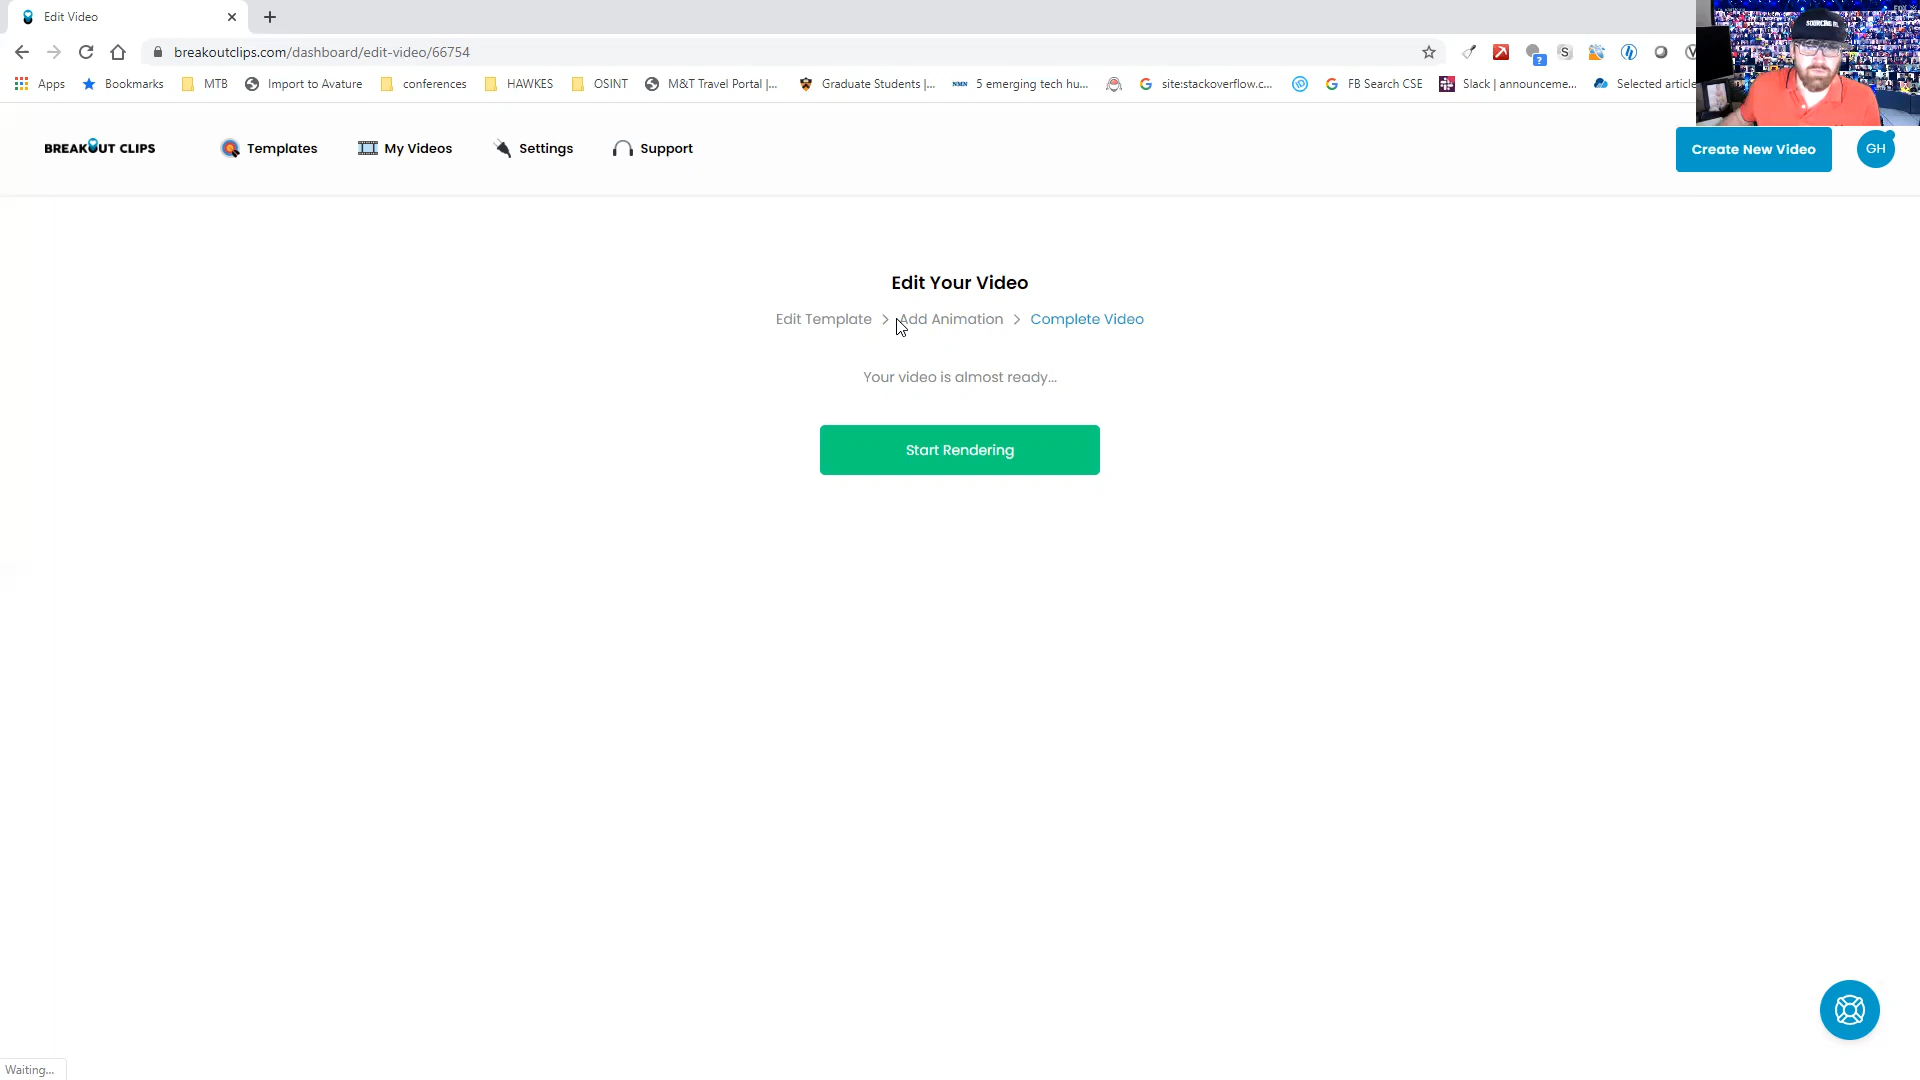 Edit Video
breakoutclips.com/dashboard/edit-video/66754
Apps Bookmarks MTB Import to Avature conferences HAWKES OSINT M&T Travel Portal |... Graduate Students |... NMN 5 emerging tech hu... site:stackoverflow.c... FB Search CSE Slack | announceme... Selected article
BREAKOUT CLIPS Templates My Videos Settings Support Create New Video GH
Edit Your Video
Edit Template > Add Animation > Complete Video
Your video is almost ready...
Start Rendering
Waiting...